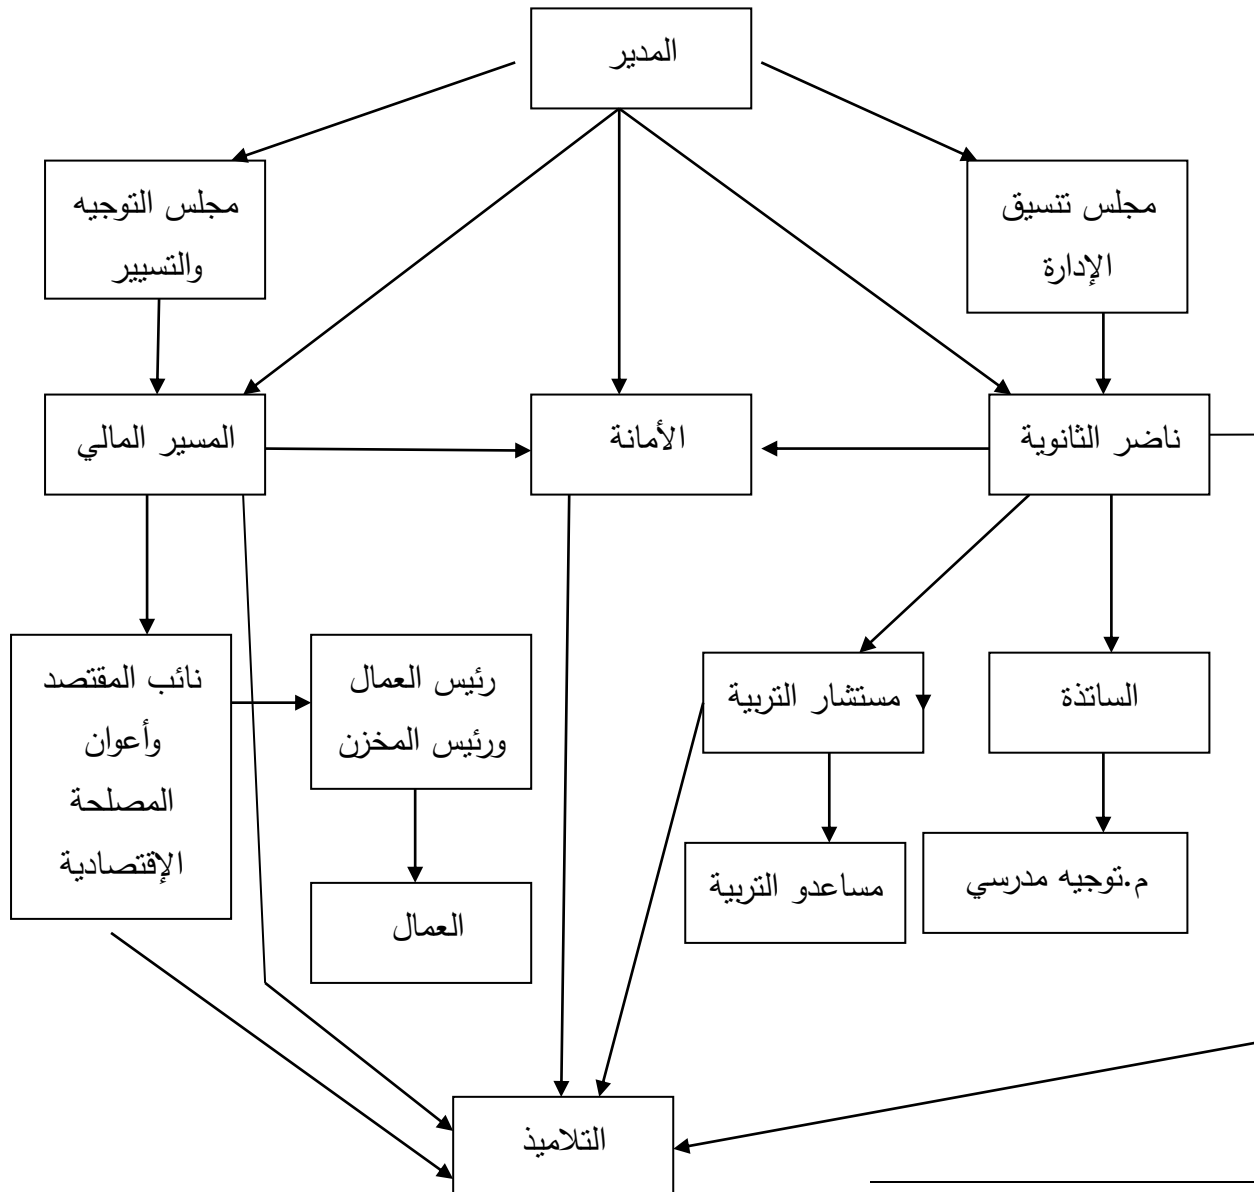 المدير
مجلس تنسيق
الإدارة
مجلس التوجيه
والتسيير
ناضر الثانوية
الأمانة
المسير المالي
الساتذة
مستشار التربية
رئيس العمال
ورئيس المخزن
نائب المقتصد
وأعوان
المصلحة
الإقتصادية
م.توجيه مدرسي
مساعدو التربية
العمال
التلاميذ